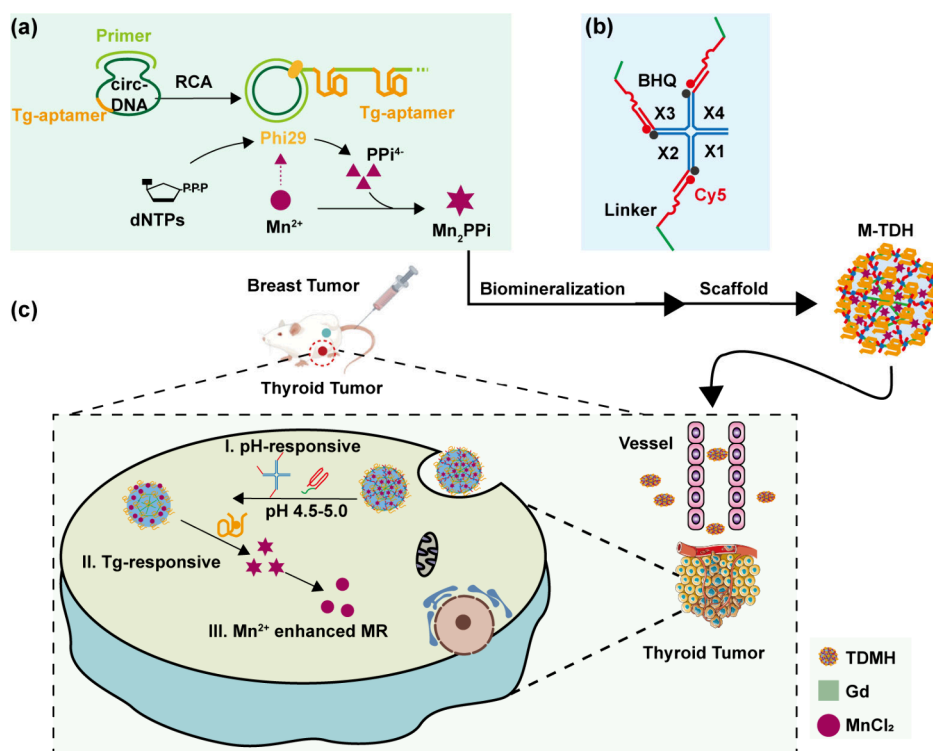 (a)
Primer
circ-
DNA
RCA
Tg-aptamer
Tg-aptamer
Phi29
PPi⁴⁻
P-P-P
dNTPs
Mn²⁺
Mn₂PPi
(b)
BHQ
X3
X4
X2
X1
Cy5
Linker
M-TDH
Biomineralization
Scaffold
(c)
Breast Tumor
Thyroid Tumor
I. pH-responsive
pH 4.5-5.0
II. Tg-responsive
III. Mn²⁺ enhanced MR
Vessel
Thyroid Tumor
TDMH
Gd
MnCl₂